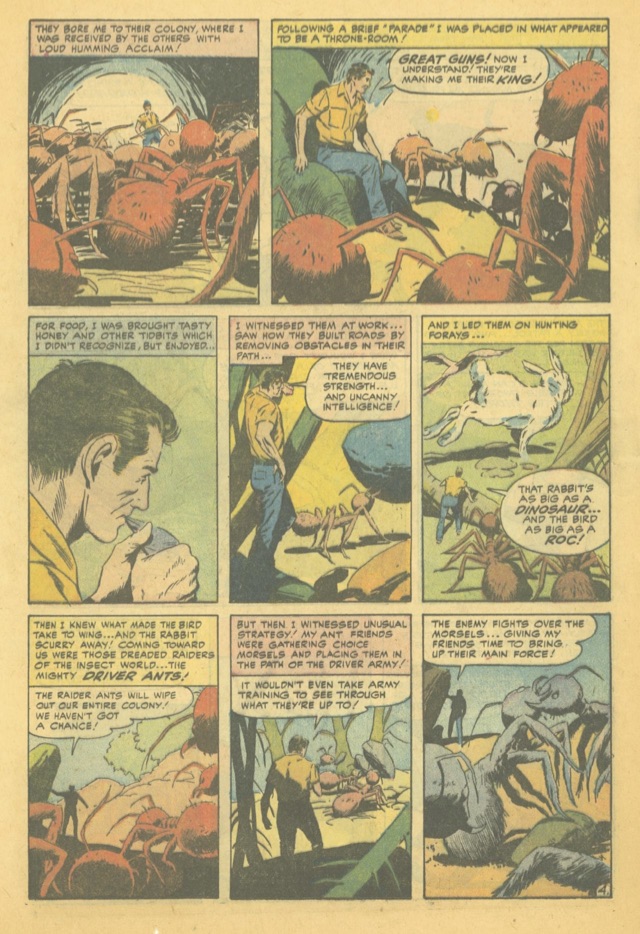 THEY BORE ME TO THEIR COLONY, WHERE I
WAS RECEIVED BY THE OTHERS WITH
LOUD HUMMING ACCLAIM!
FOLLOWING A BRIEF "PARADE" I WAS PLACED IN WHAT APPEARED
TO BE A THRONE-ROOM!
GREAT GUNS! NOW I
UNDERSTAND! THEY'RE
MAKING ME THEIR KING!
FOR FOOD, I WAS BROUGHT TASTY
HONEY AND OTHER TIDBITS WHICH
I DIDN'T RECOGNIZE, BUT ENJOYED...
I WITNESSED THEM AT WORK...
SAW HOW THEY BUILT ROADS BY
REMOVING OBSTACLES IN THEIR
PATH...
THEY HAVE
TREMENDOUS
STRENGTH...
AND UNCANNY
INTELLIGENCE!
AND I LED THEM ON HUNTING
FORAYS...
THAT RABBIT'S
AS BIG AS A
DINOSAUR...
AND THE BIRD
AS BIG AS A
ROC!
THEN I KNEW WHAT MADE THE BIRD
TAKE TO WING...AND THE RABBIT
SCURRY AWAY! COMING TOWARD
US WERE THOSE DREADED RAIDERS
OF THE INSECT WORLD...THE
MIGHTY DRIVER ANTS!
THE RAIDER ANTS WILL WIPE
OUT OUR ENTIRE COLONY!
WE HAVEN'T GOT
A CHANCE!
BUT THEN I WITNESSED UNUSUAL
STRATEGY! MY ANT FRIENDS
WERE GATHERING CHOICE
MORSELS AND PLACING THEM IN
THE PATH OF THE DRIVER ARMY!
IT WOULDN'T EVEN TAKE ARMY
TRAINING TO SEE THROUGH
WHAT THEY'RE UP TO!
THE ENEMY FIGHTS OVER THE
MORSELS... GIVING MY
FRIENDS TIME TO BRING
UP THEIR MAIN FORCE!
4.